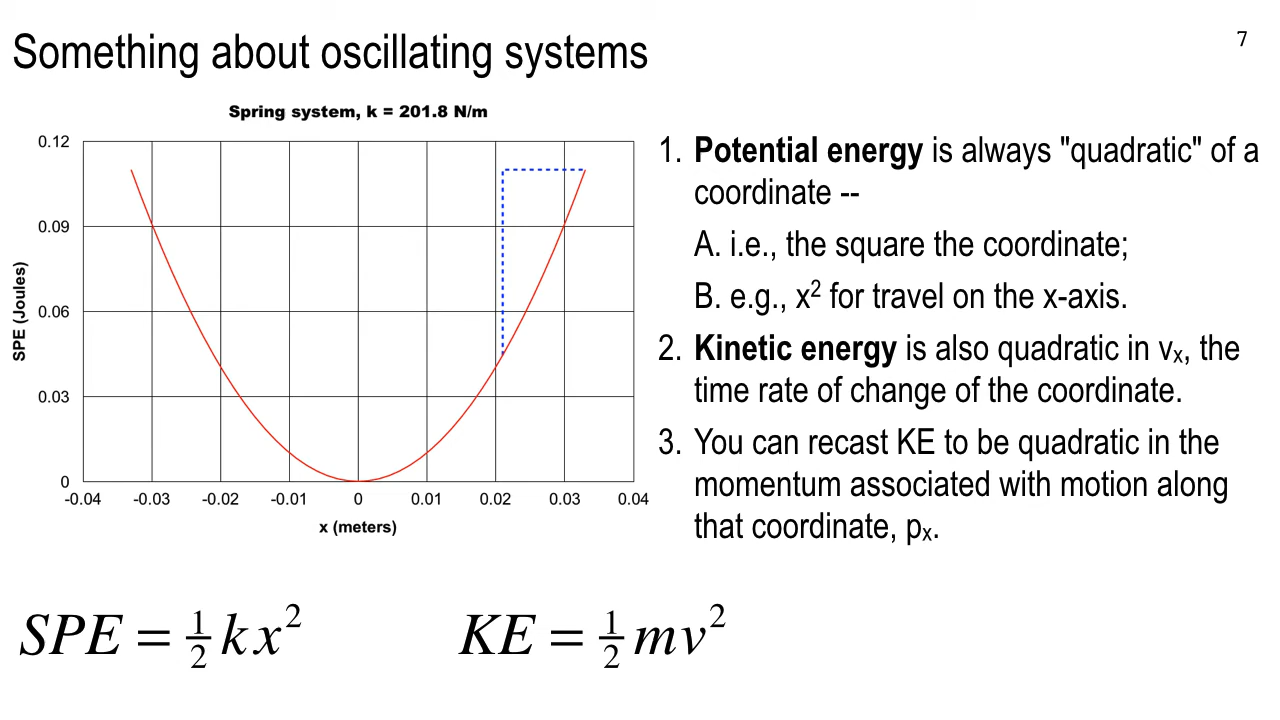 Something about oscillating systems
7
Spring system, k = 201.8 N/m
0.12
0.09
0.06
0.03
0
SPE (Joules)
-0.04 -0.03 -0.02 -0.01 0 0.01 0.02 0.03 0.04
x (meters)
1. Potential energy is always "quadratic" of a
coordinate --
A. i.e., the square the coordinate;
B. e.g., x² for travel on the x-axis.
2. Kinetic energy is also quadratic in vₓ, the
time rate of change of the coordinate.
3. You can recast KE to be quadratic in the
momentum associated with motion along
that coordinate, pₓ.
SPE = ½ kx²
KE = ½ mv²